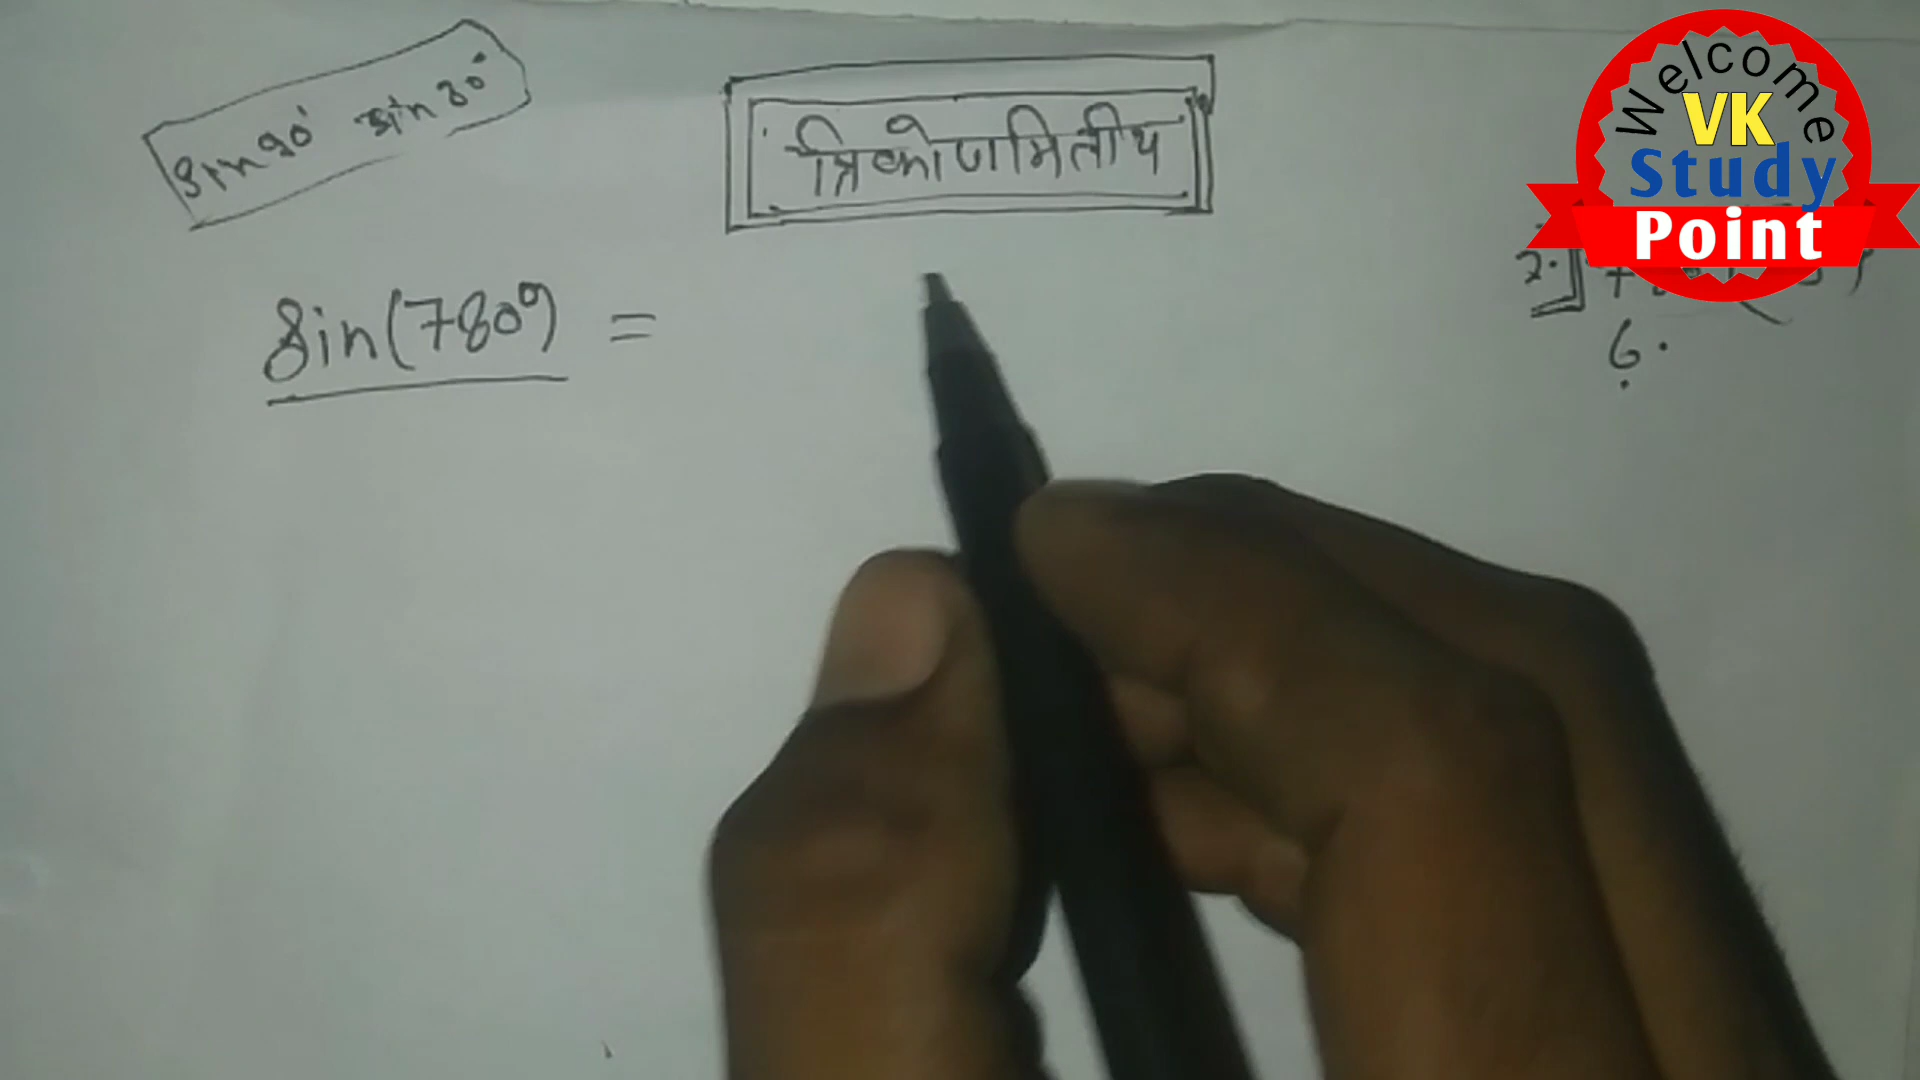 sin90° sin30°
त्रिकोणमितीय
Welcome
VK
Study
Point
sin(780°) =
6.